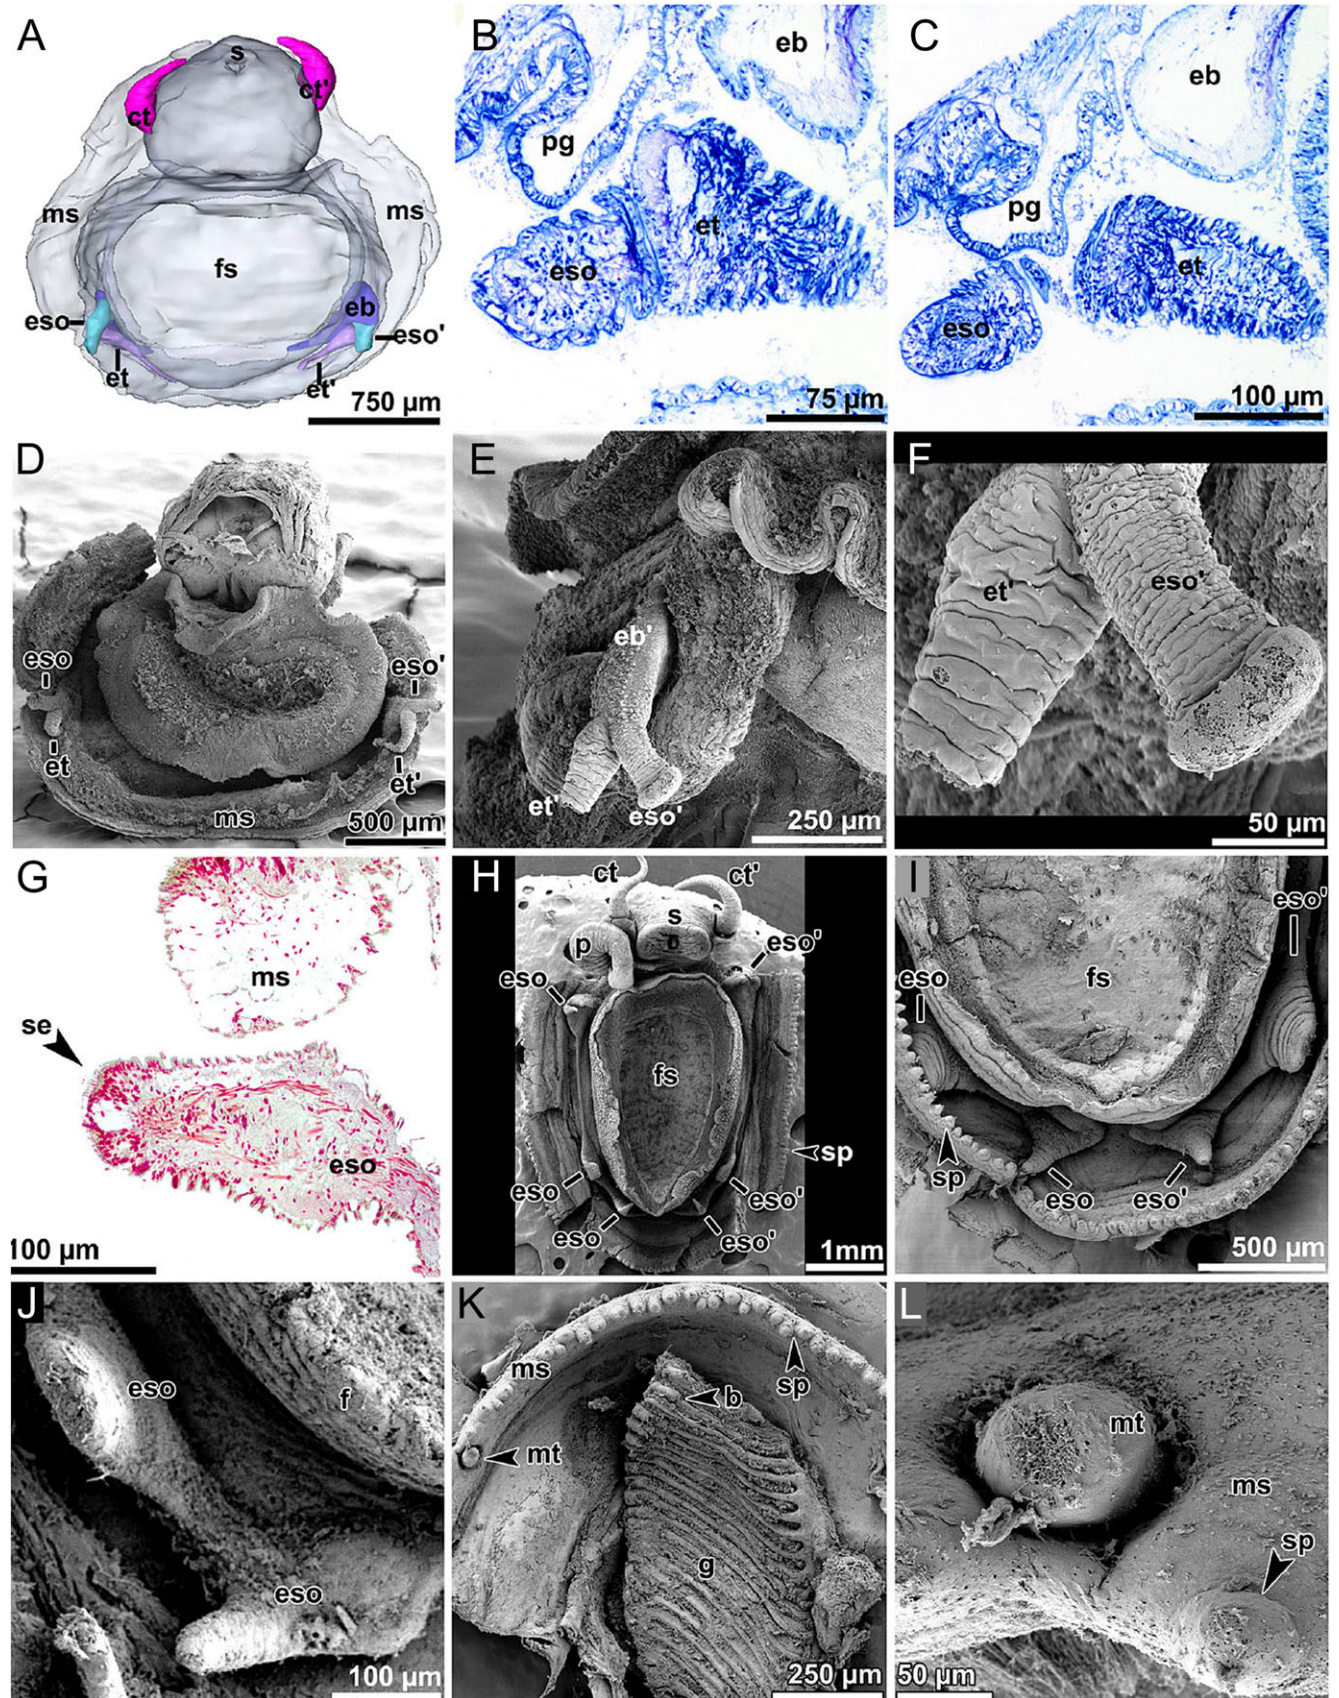 A
s
ct'
ct
ms
ms
fs
eb
eso
eso'
et
et'
750 µm
B
eb
pg
et
eso
75 µm
C
eb
pg
et
eso
100 µm
D
eso
eso'
et
et'
ms
500 µm
E
eb'
et'
eso'
250 µm
F
et'
eso'
50 µm
G
ms
se
eso
100 µm
H
ct
ct'
s
p
eso'
eso
fs
sp
eso
eso'
eso
eso'
1mm
I
eso'
eso
fs
sp
eso
eso'
500 µm
J
eso
f
eso
100 µm
K
ms
sp
b
mt
g
250 µm
L
mt
ms
sp
50 µm